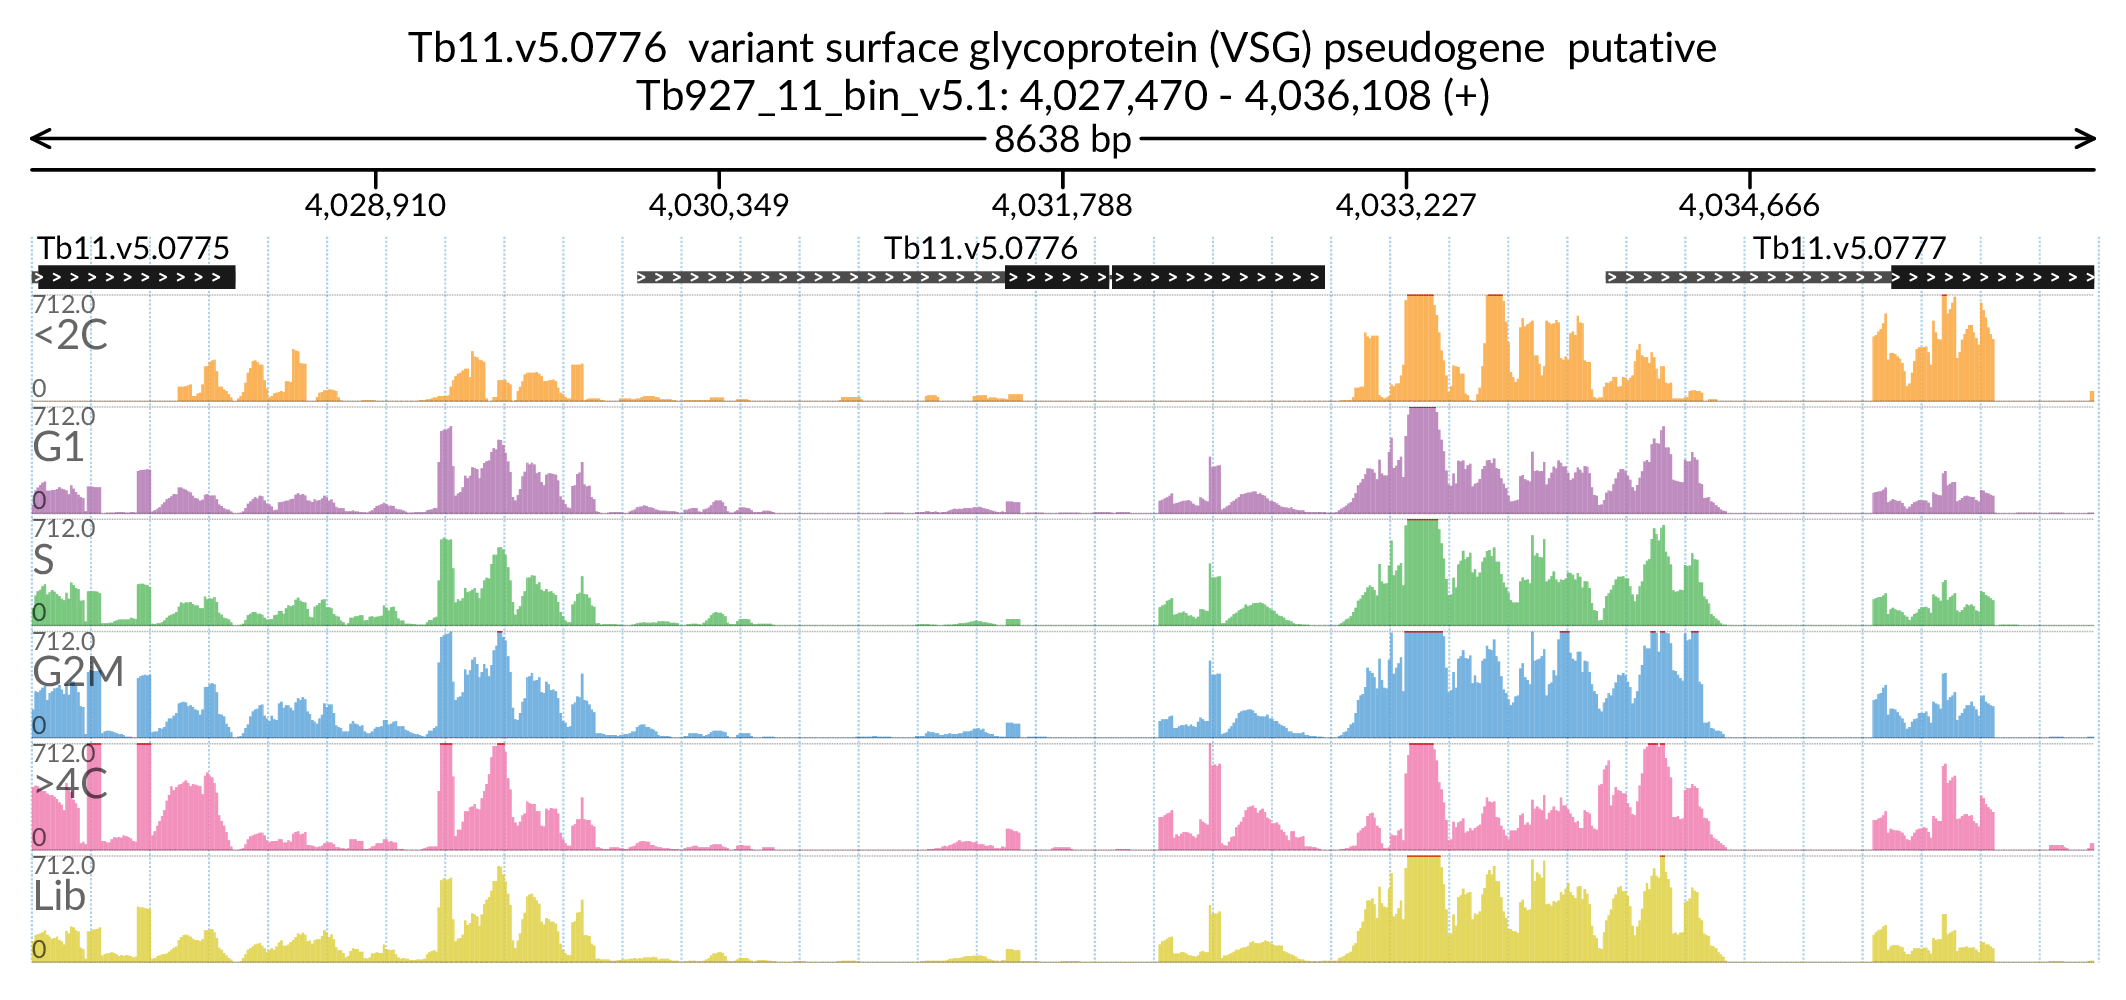 Tb11.v5.0776  variant surface glycoprotein (VSG) pseudogene  putative
Tb927_11_bin_v5.1: 4,027,470 - 4,036,108 (+)
8638 bp
4,028,910 4,030,349 4,031,788 4,033,227 4,034,666
Tb11.v5.0775 Tb11.v5.0776 Tb11.v5.0777
712.0
<2C
0
712.0
G1
0
712.0
S
0
712.0
G2M
0
712.0
>4C
0
712.0
Lib
0